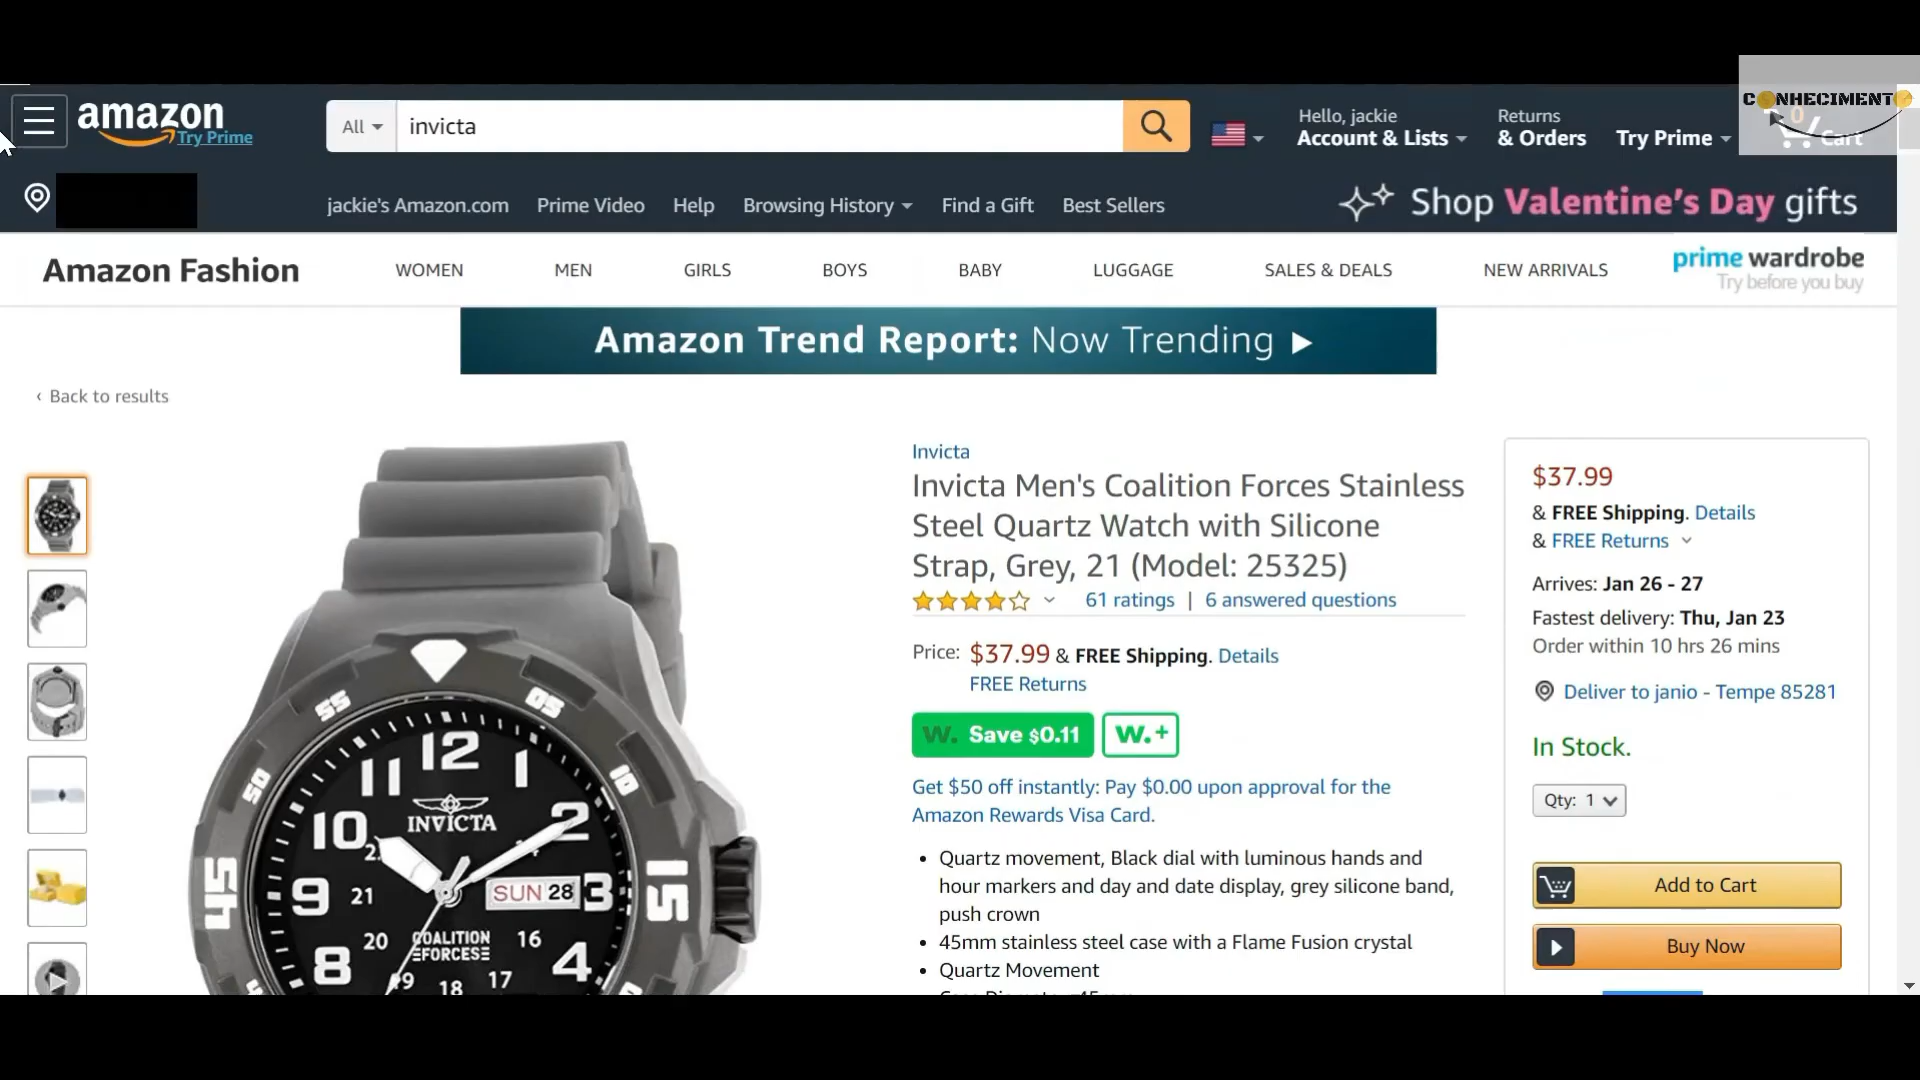 CONHECIMENTO
amazon
Try Prime
All
invicta
Hello, jackie
Account & Lists
Returns
& Orders
Try Prime
0
Cart
jackie's Amazon.com
Prime Video
Help
Browsing History
Find a Gift
Best Sellers
Shop Valentine's Day gifts
Amazon Fashion
WOMEN
MEN
GIRLS
BOYS
BABY
LUGGAGE
SALES & DEALS
NEW ARRIVALS
prime wardrobe
Try before you buy
Amazon Trend Report: Now Trending ▶
‹ Back to results
55
05
50
10
45
15
12
11
1
10
2
9
3
8
4
INVICTA
21
SUN 28
20
16
COALITION
FORCES
19
18
17
Invicta
Invicta Men's Coalition Forces Stainless
Steel Quartz Watch with Silicone
Strap, Grey, 21 (Model: 25325)
61 ratings | 6 answered questions
Price: $37.99 & FREE Shipping. Details
FREE Returns
W. Save $0.11
W.+
Get $50 off instantly: Pay $0.00 upon approval for the
Amazon Rewards Visa Card.
• Quartz movement, Black dial with luminous hands and
hour markers and day and date display, grey silicone band,
push crown
• 45mm stainless steel case with a Flame Fusion crystal
• Quartz Movement
$37.99
& FREE Shipping. Details
& FREE Returns
Arrives: Jan 26 - 27
Fastest delivery: Thu, Jan 23
Order within 10 hrs 26 mins
Deliver to janio - Tempe 85281
In Stock.
Qty: 1
Add to Cart
Buy Now